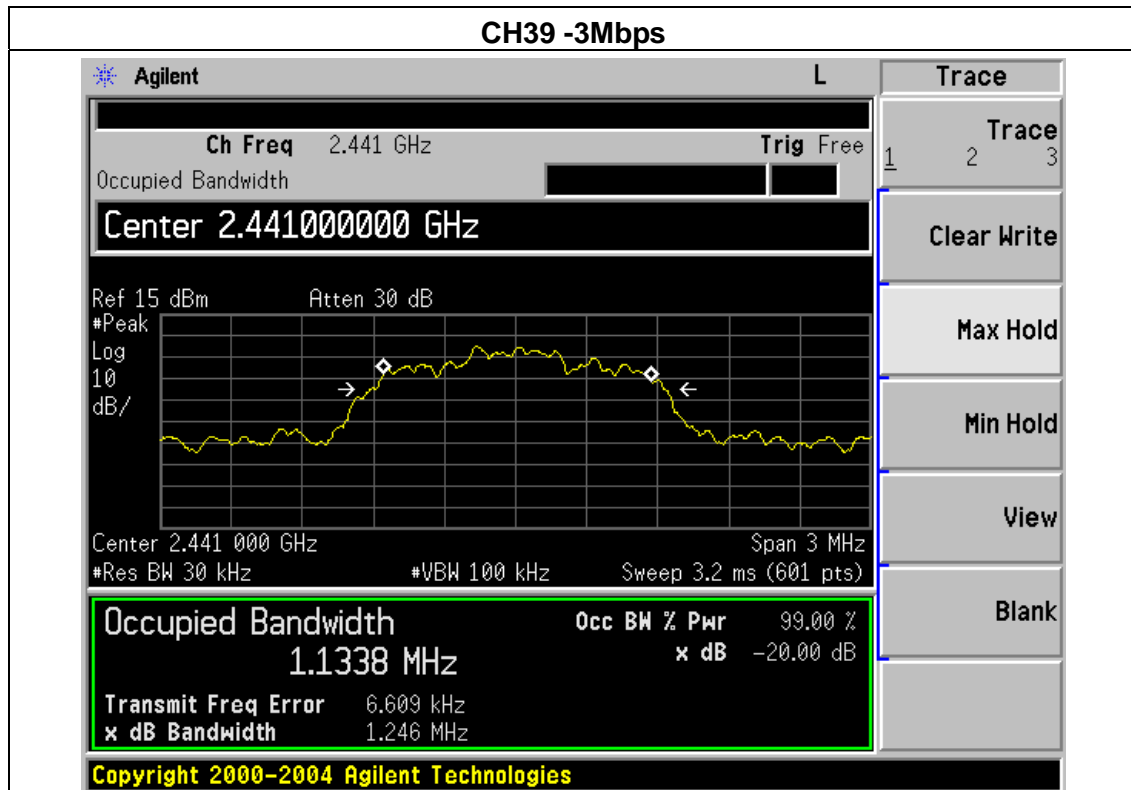 CH39 -3Mbps
Agilent L Trace
Ch Freq 2.441 GHz Trig Free
Occupied Bandwidth
Center 2.441000000 GHz
Ref 15 dBm Atten 30 dB
#Peak
Log
10
dB/
Center 2.441 000 GHz Span 3 MHz
#Res BW 30 kHz #VBW 100 kHz Sweep 3.2 ms (601 pts)
Occupied Bandwidth Occ BW % Pwr 99.00 %
1.1338 MHz x dB -20.00 dB
Transmit Freq Error 6.609 kHz
x dB Bandwidth 1.246 MHz
Copyright 2000-2004 Agilent Technologies
Trace
1 2 3
Clear Write
Max Hold
Min Hold
View
Blank